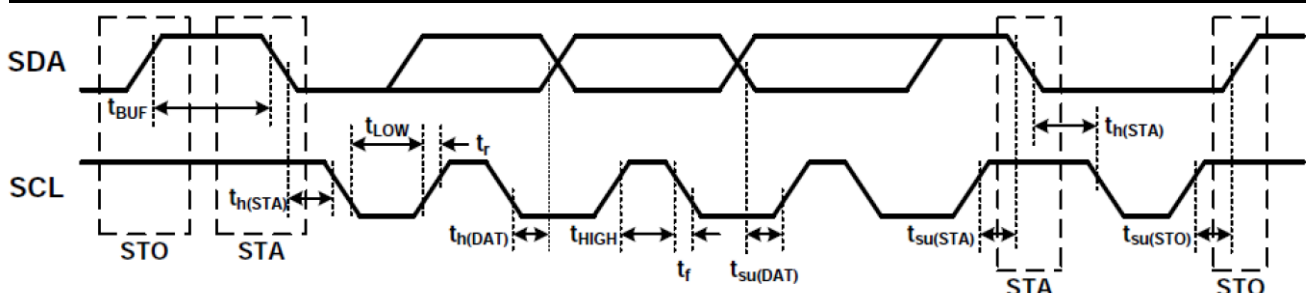 SDA
t_BUF
t_LOW
t_r
t_h(STA)
SCL
t_h(STA)
t_h(DAT)
t_HIGH
t_f
t_su(DAT)
t_su(STA)
t_su(STO)
STO
STA
STA
STO